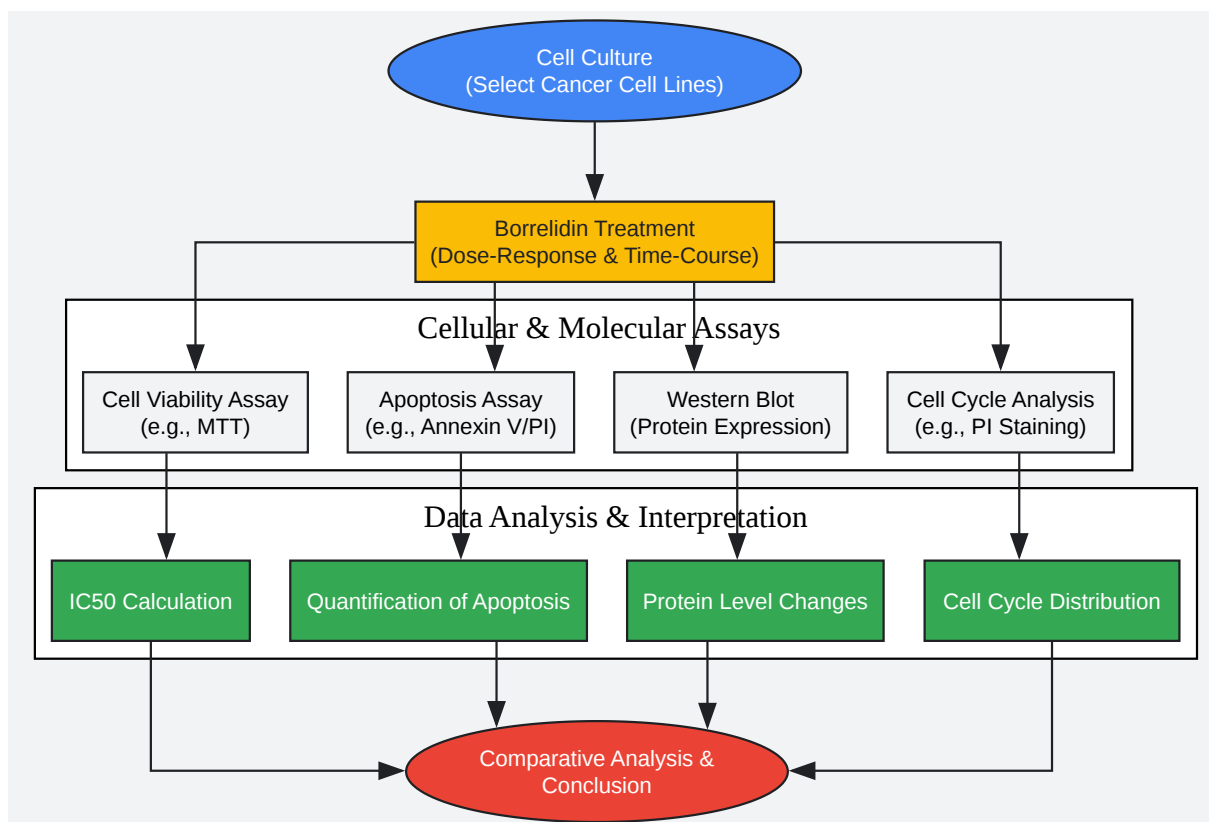 Cell Culture
(Select Cancer Cell Lines)
Borrelidin Treatment
(Dose-Response & Time-Course)
Cellular & Molecular Assays
Cell Viability Assay
(e.g., MTT)
Apoptosis Assay
(e.g., Annexin V/PI)
Western Blot
(Protein Expression)
Cell Cycle Analysis
(e.g., PI Staining)
Data Analysis & Interpretation
IC50 Calculation
Quantification of Apoptosis
Protein Level Changes
Cell Cycle Distribution
Comparative Analysis &
Conclusion